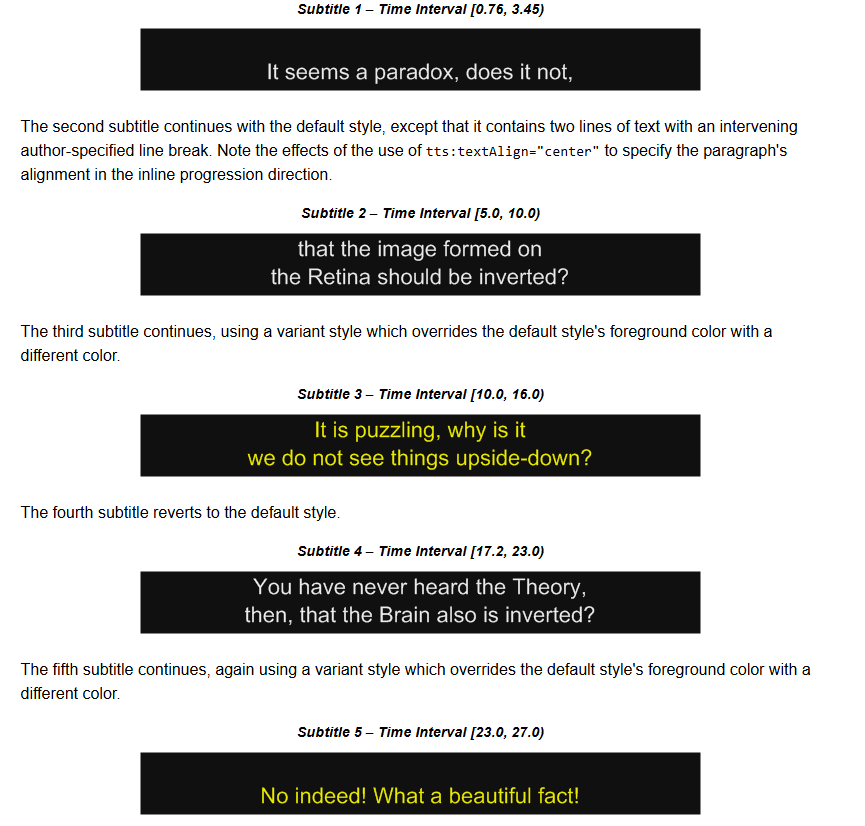 Subtitle 1 – Time Interval [0.76, 3.45)
It seems a paradox, does it not,
The second subtitle continues with the default style, except that it contains two lines of text with an intervening
author-specified line break. Note the effects of the use of tts:textAlign="center" to specify the paragraph's
alignment in the inline progression direction.
Subtitle 2 – Time Interval [5.0, 10.0)
that the image formed on
the Retina should be inverted?
The third subtitle continues, using a variant style which overrides the default style's foreground color with a
different color.
Subtitle 3 – Time Interval [10.0, 16.0)
It is puzzling, why is it
we do not see things upside-down?
The fourth subtitle reverts to the default style.
Subtitle 4 – Time Interval [17.2, 23.0)
You have never heard the Theory,
then, that the Brain also is inverted?
The fifth subtitle continues, again using a variant style which overrides the default style's foreground color with a
different color.
Subtitle 5 – Time Interval [23.0, 27.0)
No indeed! What a beautiful fact!